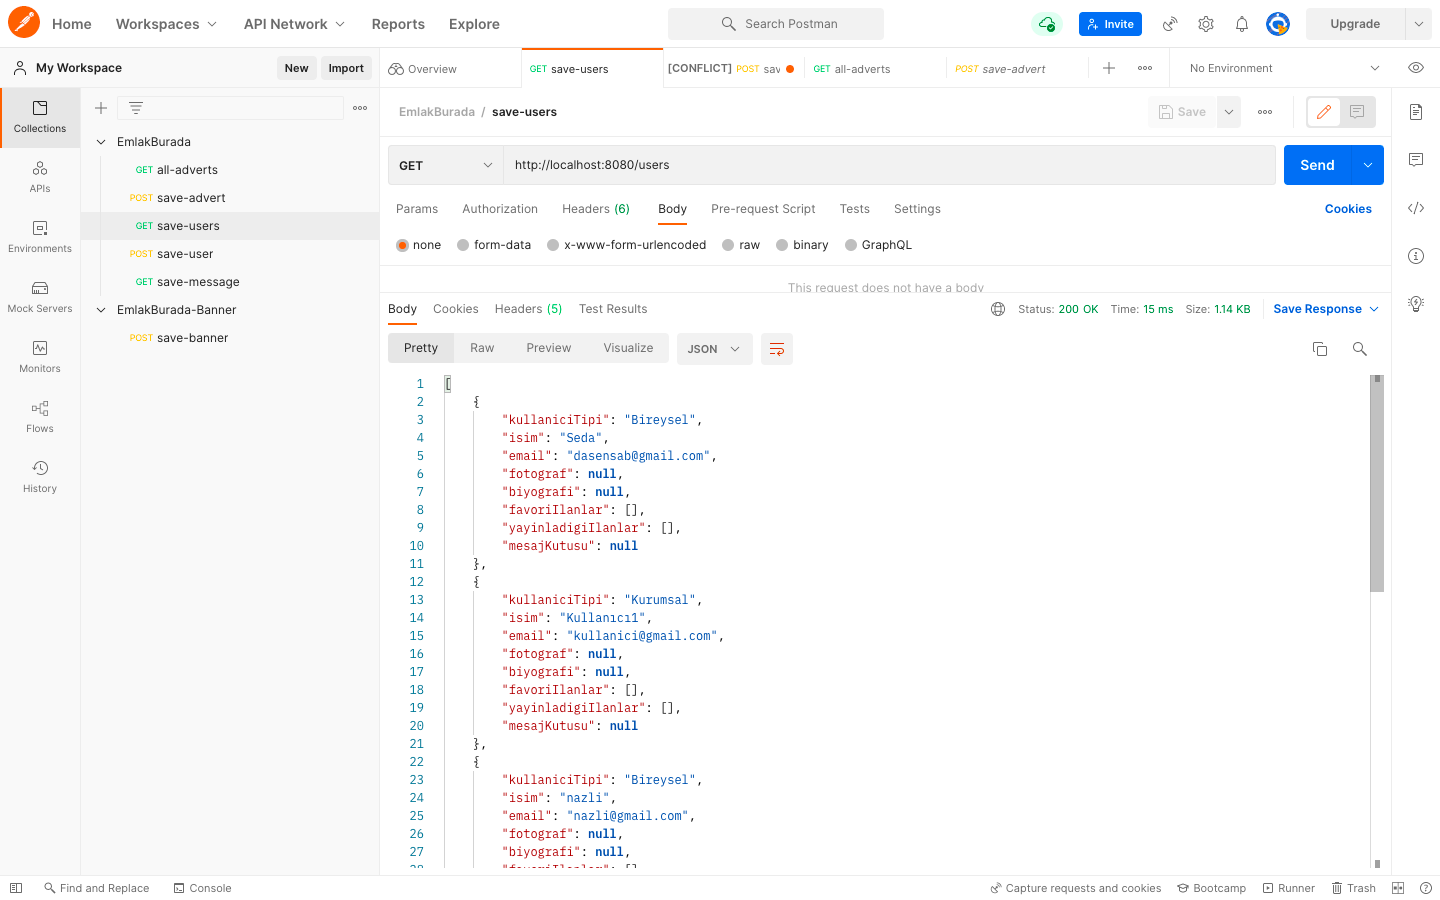 Home
Workspaces
API Network
Reports
Explore
Search Postman
Invite
Upgrade
My Workspace
New
Import
Overview
GET save-users
[CONFLICT] POST sav
GET all-adverts
POST save-advert
No Environment
Collections
APIs
Environments
Mock Servers
Monitors
Flows
History
EmlakBurada
GET all-adverts
POST save-advert
GET save-users
POST save-user
GET save-message
EmlakBurada-Banner
POST save-banner
EmlakBurada / save-users
Save
GET
http://localhost:8080/users
Send
Params
Authorization
Headers (6)
Body
Pre-request Script
Tests
Settings
Cookies
none
form-data
x-www-form-urlencoded
raw
binary
GraphQL
This request does not have a body
Body
Cookies
Headers (5)
Test Results
Status: 200 OK
Time: 15 ms
Size: 1.14 KB
Save Response
Pretty
Raw
Preview
Visualize
JSON
1 [
2 {
3 "kullaniciTipi": "Bireysel",
4 "isim": "Seda",
5 "email": "dasensab@gmail.com",
6 "fotograf": null,
7 "biyografi": null,
8 "favoriIlanlar": [],
9 "yayinladigiIlanlar": [],
10 "mesajKutusu": null
11 },
12 {
13 "kullaniciTipi": "Kurumsal",
14 "isim": "Kullanıcı1",
15 "email": "kullanici@gmail.com",
16 "fotograf": null,
17 "biyografi": null,
18 "favoriIlanlar": [],
19 "yayinladigiIlanlar": [],
20 "mesajKutusu": null
21 },
22 {
23 "kullaniciTipi": "Bireysel",
24 "isim": "nazli",
25 "email": "nazli@gmail.com",
26 "fotograf": null,
27 "biyografi": null,
Find and Replace
Console
Capture requests and cookies
Bootcamp
Runner
Trash